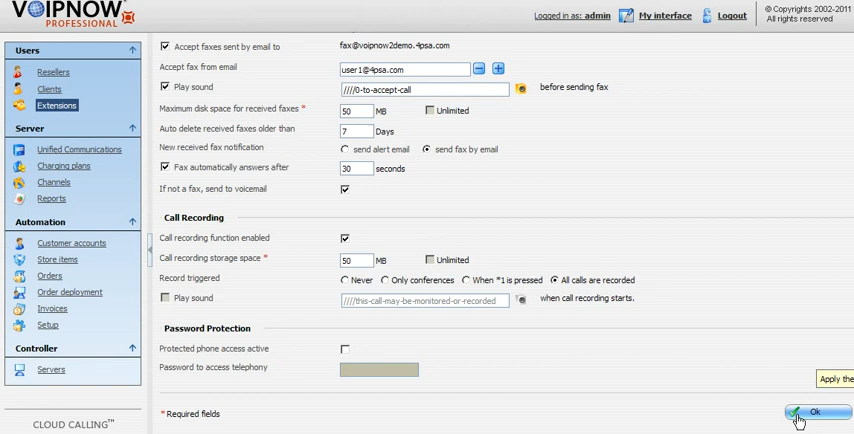 VOIPNOW
PROFESSIONAL
Logged in as: admin
My interface
Logout
© Copyrights 2002-2011
All rights reserved
Users
Resellers
Clients
Extensions
Server
Unified Communications
Charging plans
Channels
Reports
Automation
Customer accounts
Store items
Orders
Order deployment
Invoices
Setup
Controller
Servers
CLOUD CALLING™
Accept faxes sent by email to fax@voipnow2demo.4psa.com
Accept fax from email user1@4psa.com
Play sound ////0-to-accept-call before sending fax
Maximum disk space for received faxes * 50 MB Unlimited
Auto delete received faxes older than 7 Days
New received fax notification send alert email send fax by email
Fax automatically answers after 30 seconds
If not a fax, send to voicemail
Call Recording
Call recording function enabled
Call recording storage space * 50 MB Unlimited
Record triggered Never Only conferences When *1 is pressed All calls are recorded
Play sound ////this-call-may-be-monitored-or-recorded when call recording starts.
Password Protection
Protected phone access active
Password to access telephony
Apply the
* Required fields
Ok